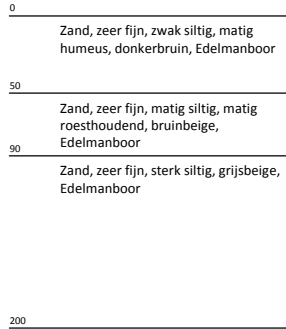 0
Zand, zeer fijn, zwak siltig, matig
humeus, donkerbruin, Edelmanboor
50
Zand, zeer fijn, matig siltig, matig
roesthoudend, bruinbeige,
Edelmanboor
90
Zand, zeer fijn, sterk siltig, grijsbeige,
Edelmanboor
200